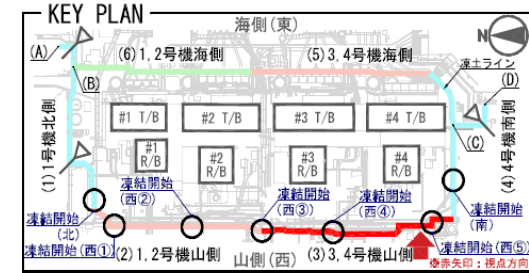 KEY PLAN
海側(東)
N
(A)
(6)1,2号機海側
(5)3,4号機海側
凍土ライン
(B)
(D)
#1 T/B
#2 T/B
#3 T/B
#4 T/B
(C)
(1)1号機北側
(4)4号機南側
#1
R/B
#2
R/B
#3
R/B
#4
R/B
凍結開始
(西②)
凍結開始
(西③)
凍結開始
(西④)
凍結開始
(南)
凍結開始
(北)
凍結開始(西①)
(2)1,2号機山側
山側(西)
(3)3,4号機山側
凍結開始(西⑤)
※赤矢印：視点方向